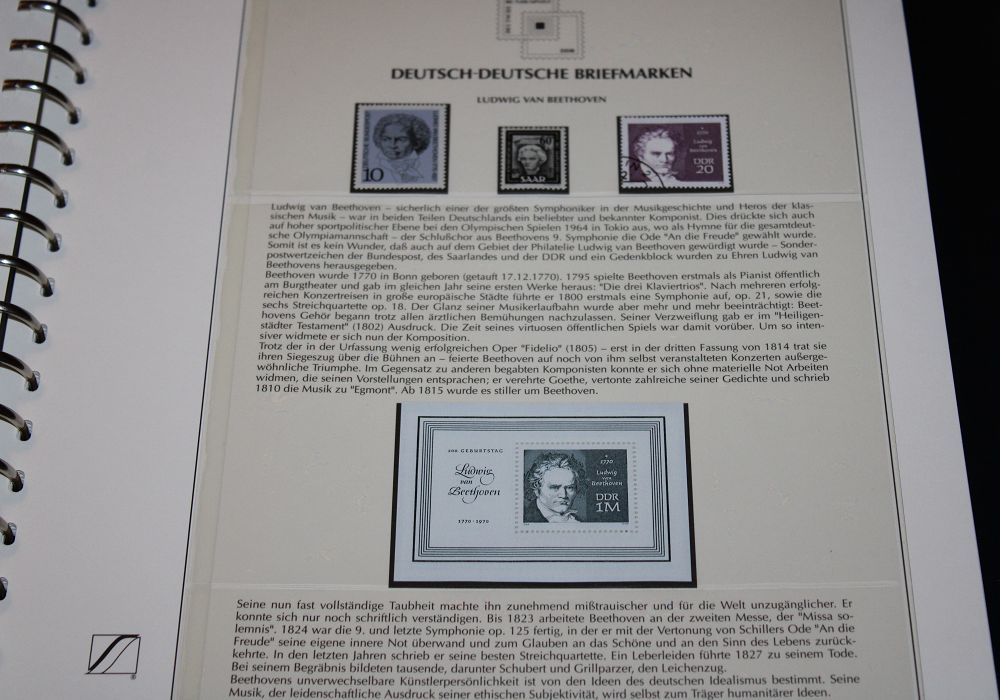 DEUTSCH-DEUTSCHE BRIEFMARKEN
LUDWIG VAN BEETHOVEN
10
60
SAAR
Ludwig
van
Beethoven
DDR
20
Ludwig van Beethoven – sicherlich einer der größten Symphoniker in der Musikgeschichte und Heros der klas-
sischen Musik – war in beiden Teilen Deutschlands ein beliebter und bekannter Komponist. Dies drückte sich auch
auf hoher sportpolitischer Ebene bei den Olympischen Spielen 1964 in Tokio aus, wo als Hymne für die gesamtdeut-
sche Olympiamannschaft – der Schlußchor aus Beethovens 9. Symphonie die Ode "An die Freude" gewählt wurde.
Somit ist es kein Wunder, daß auch auf dem Gebiet der Philatelie Ludwig van Beethoven gewürdigt wurde – Sonder-
postwertzeichen der Bundespost, des Saarlandes und der DDR und ein Gedenkblock wurden zu Ehren Ludwig van
Beethovens herausgegeben.
Beethoven wurde 1770 in Bonn geboren (getauft 17.12.1770). 1795 spielte Beethoven erstmals als Pianist öffentlich
am Burgtheater und gab im gleichen Jahr seine ersten Werke heraus: "Die drei Klaviertrios". Nach mehreren erfolg-
reichen Konzertreisen in große europäische Städte führte er 1800 erstmals eine Symphonie auf, op. 21, sowie die
sechs Streichquartette op. 18. Der Glanz seiner Musikerlaufbahn wurde aber mehr und mehr beeinträchtigt: Beet-
hovens Gehör begann trotz allen ärztlichen Bemühungen nachzulassen. Seiner Verzweiflung gab er im "Heiligen-
städter Testament" (1802) Ausdruck. Die Zeit seines virtuosen öffentlichen Spiels war damit vorüber. Um so inten-
siver widmete er sich nun der Komposition.
Trotz der in der Urfassung wenig erfolgreichen Oper "Fidelio" (1805) – erst in der dritten Fassung von 1814 trat sie
ihren Siegeszug über die Bühnen an – feierte Beethoven auf noch von ihm selbst veranstalteten Konzerten außerge-
wöhnliche Triumphe. Im Gegensatz zu anderen begabten Komponisten konnte er sich ohne materielle Not Arbeiten
widmen, die seinen Vorstellungen entsprachen; er verehrte Goethe, vertonte zahlreiche seiner Gedichte und schrieb
1810 die Musik zu "Egmont". Ab 1815 wurde es stiller um Beethoven.
200. GEBURTSTAG
Ludwig
van
Beethoven
1770 · 1970
* 1770
Ludwig
van
Beethoven
DDR
1M
Seine nun fast vollständige Taubheit machte ihn zunehmend mißtrauischer und für die Welt unzugänglicher. Er
konnte sich nur noch schriftlich verständigen. Bis 1823 arbeitete Beethoven an der zweiten Messe, der "Missa so-
lemnis". 1824 war die 9. und letzte Symphonie op. 125 fertig, in der er mit der Vertonung von Schillers Ode "An die
Freude" seine eigene innere Not überwand und zum Glauben an das Schöne und an den Sinn des Lebens zurück-
kehrte. In den letzten Jahren schrieb er seine besten Streichquartette. Ein Leberleiden führte 1827 zu seinem Tode.
Bei seinem Begräbnis bildeten tausende, darunter Schubert und Grillparzer, den Leichenzug.
Beethovens unverwechselbare Künstlerpersönlichkeit ist von den Ideen des deutschen Idealismus bestimmt. Seine
Musik, der leidenschaftliche Ausdruck seiner ethischen Subjektivität, wird selbst zum Träger humanitärer Ideen.